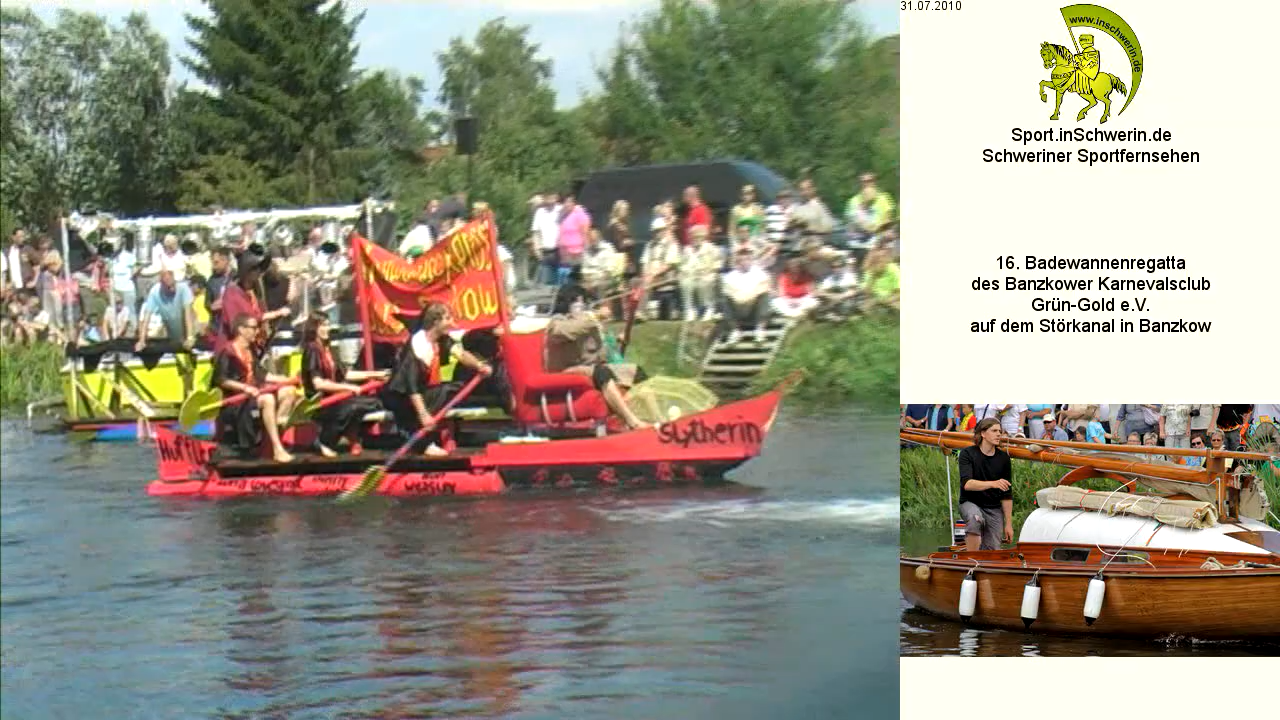 31.07.2010
www.inschwerin.de
Sport.inSchwerin.de
Schweriner Sportfernsehen
16. Badewannenregatta
des Banzkower Karnevalsclub
Grün-Gold e.V.
auf dem Störkanal in Banzkow
Slytherin